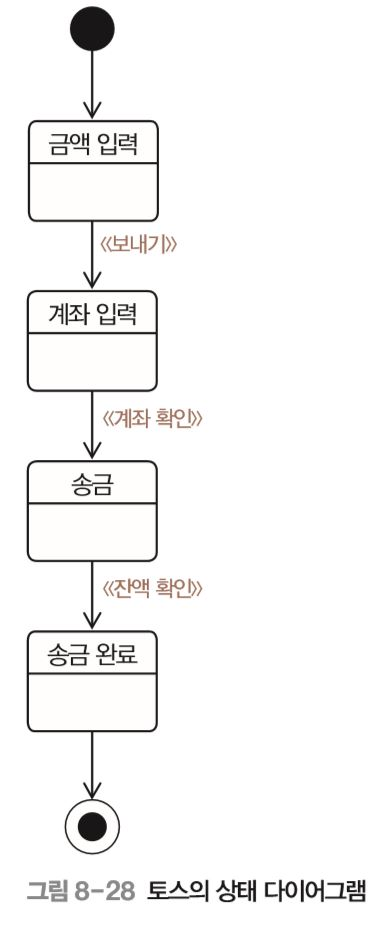 금액 입력
《보내기》
계좌 입력
《계좌 확인》
송금
《잔액 확인》
송금 완료
그림 8-28 토스의 상태 다이어그램